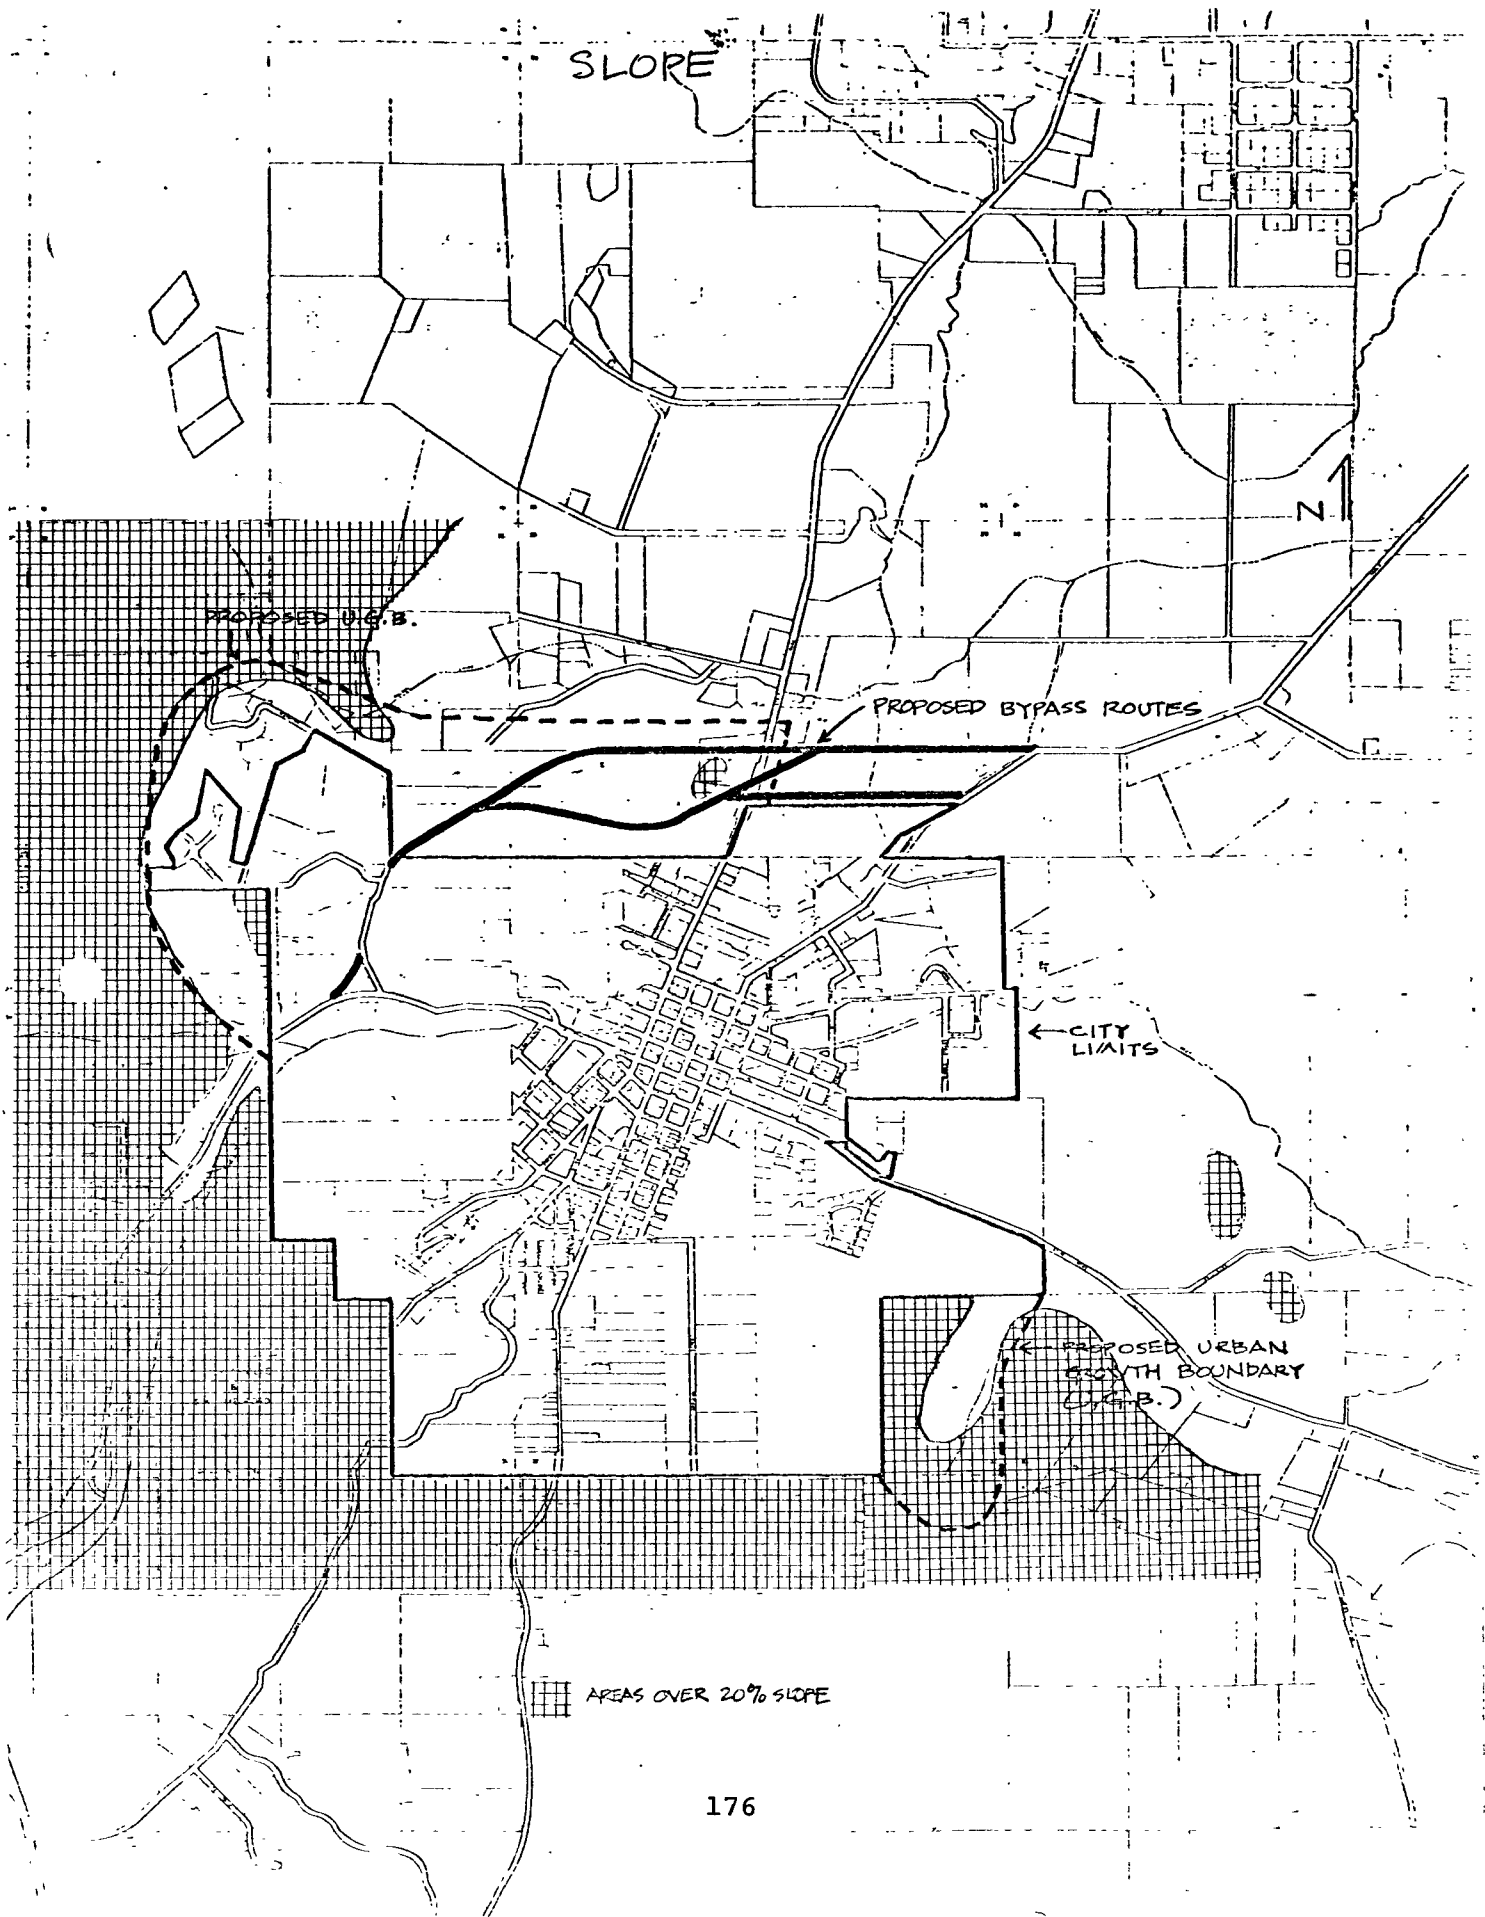 SLOPE
N
PROPOSED U.G.B.
PROPOSED BYPASS ROUTES
CITY
LIMITS
PROPOSED URBAN
GROWTH BOUNDARY
(U.G.B.)
AREAS OVER 20% SLOPE
176